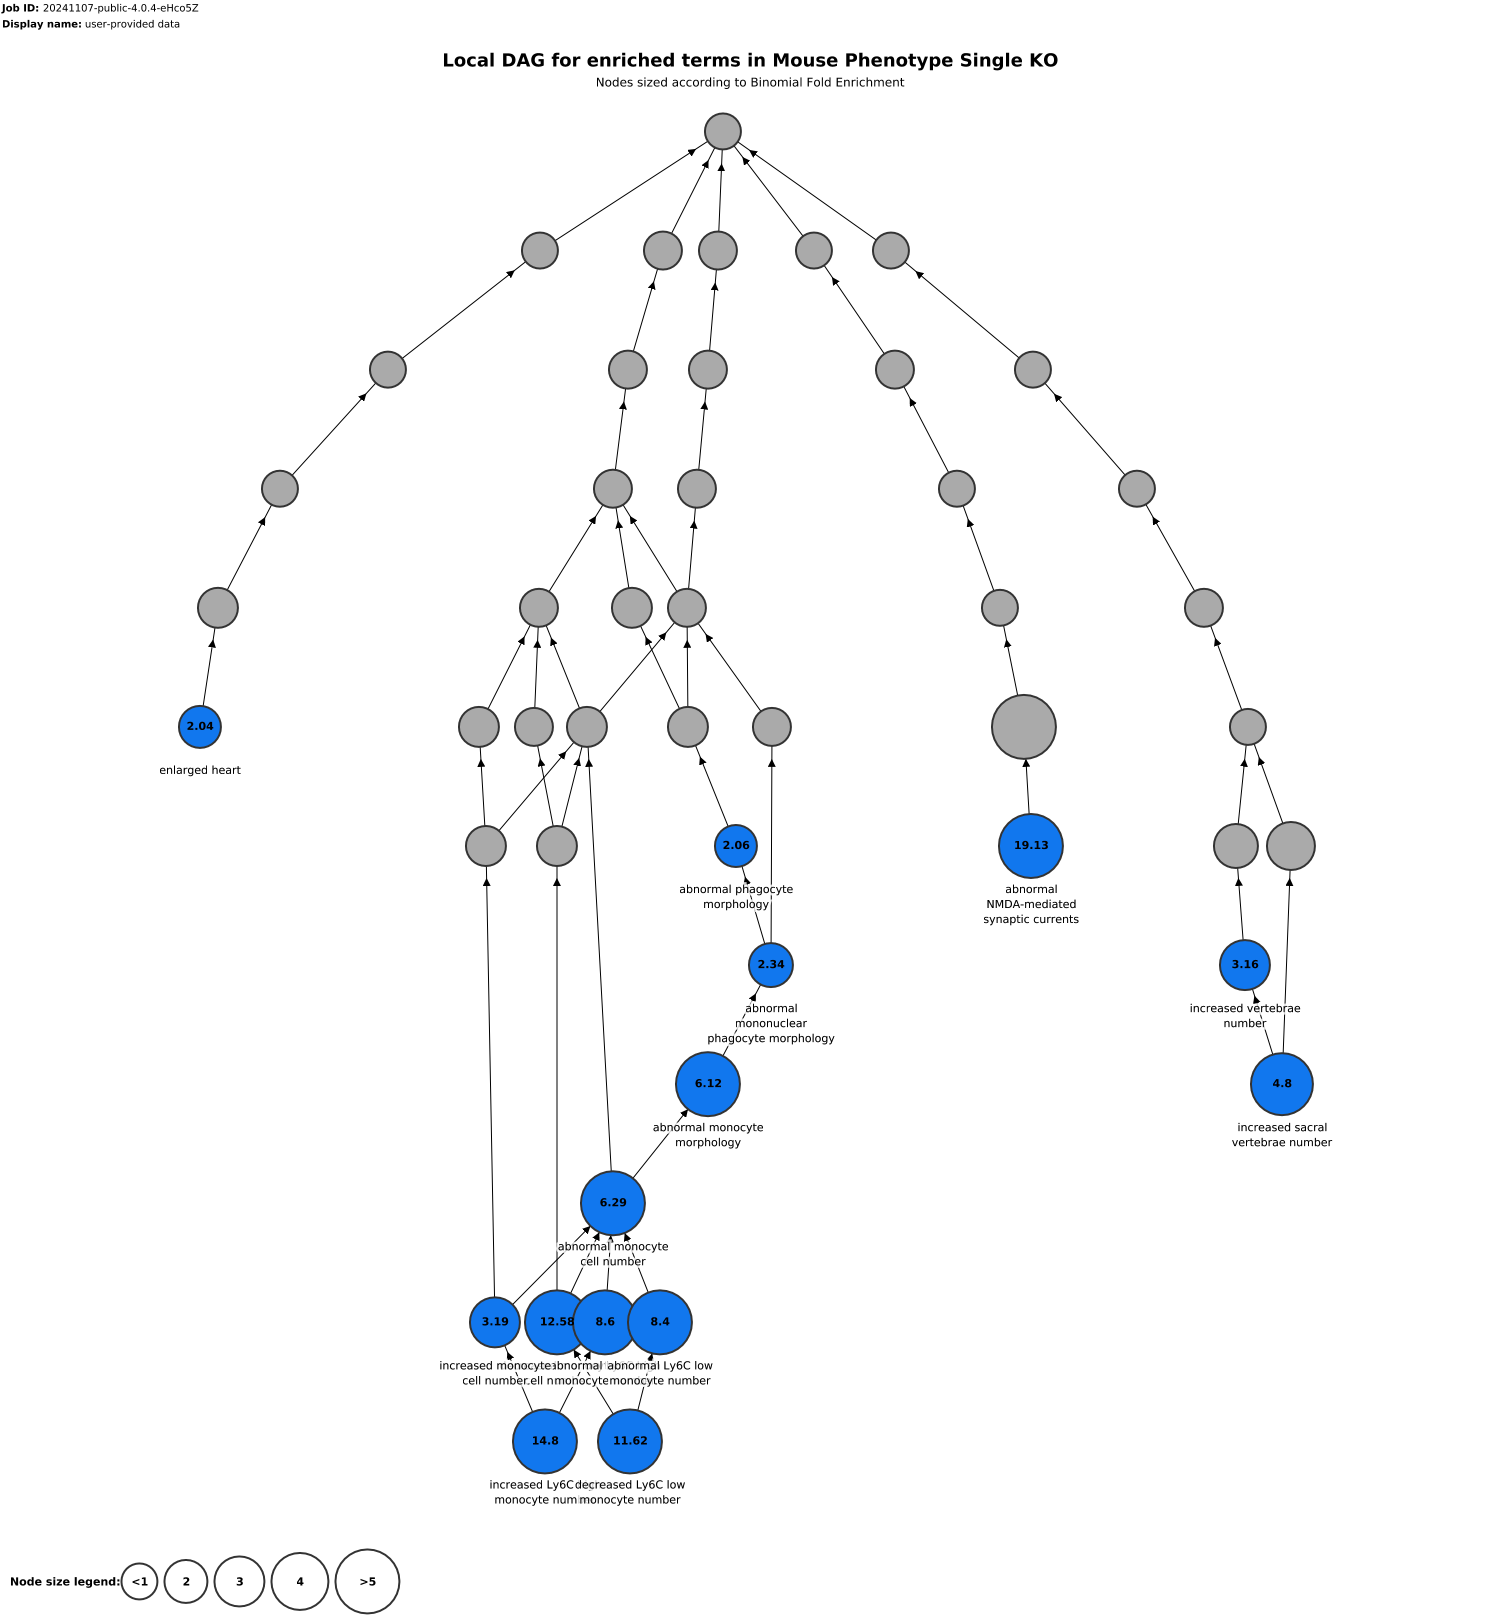 Job ID: 20241107-public-4.0.4-eHco5Z
Display name: user-provided data
Local DAG for enriched terms in Mouse Phenotype Single KO
Nodes sized according to Binomial Fold Enrichment
2.04
enlarged heart
2.06
abnormal phagocyte
morphology
19.13
abnormal
NMDA-mediated
synaptic currents
2.34
abnormal
mononuclear
phagocyte morphology
3.16
increased vertebrae
number
6.12
abnormal monocyte
morphology
4.8
increased sacral
vertebrae number
6.29
abnormal monocyte
cell number
3.19
increased monocyte
cell number
12.58
8.6
abnormal
monocyte
8.4
abnormal Ly6C low
monocyte number
14.8
increased Ly6C
monocyte
11.62
decreased Ly6C low
monocyte number
Node size legend: <1 2 3 4 >5